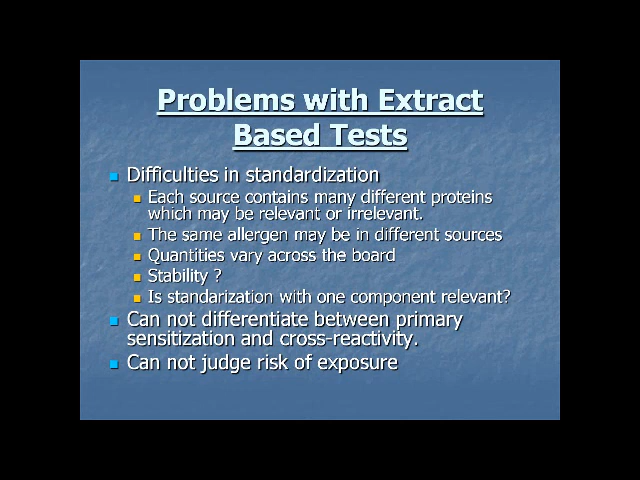 Problems with Extract
Based Tests
Difficulties in standardization
Each source contains many different proteins
which may be relevant or irrelevant.
The same allergen may be in different sources
Quantities vary across the board
Stability ?
Is standarization with one component relevant?
Can not differentiate between primary
sensitization and cross-reactivity.
Can not judge risk of exposure